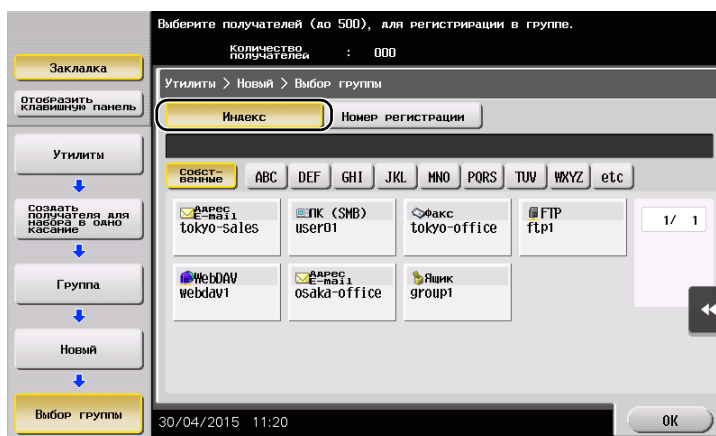 Выберите получателей (до 500), для регистрирации в группе.
Количество получателей : 000
Закладка
Отобразить
клавишную панель
Утилиты
Создать
получателя для
набора в одно
касание
Группа
Новый
Выбор группы
Утилиты > Новый > Выбор группы
Индекс
Номер регистрации
Собст-
венные
ABC DEF GHI JKL MNO PQRS TUV WXYZ etc
Адрес
E-mail
tokyo-sales
ПК (SMB)
user01
Факс
tokyo-office
FTP
ftp1
1/ 1
WebDAV
webdav1
Адрес
E-mail
osaka-office
Ящик
group1
30/04/2015 11:20
OK